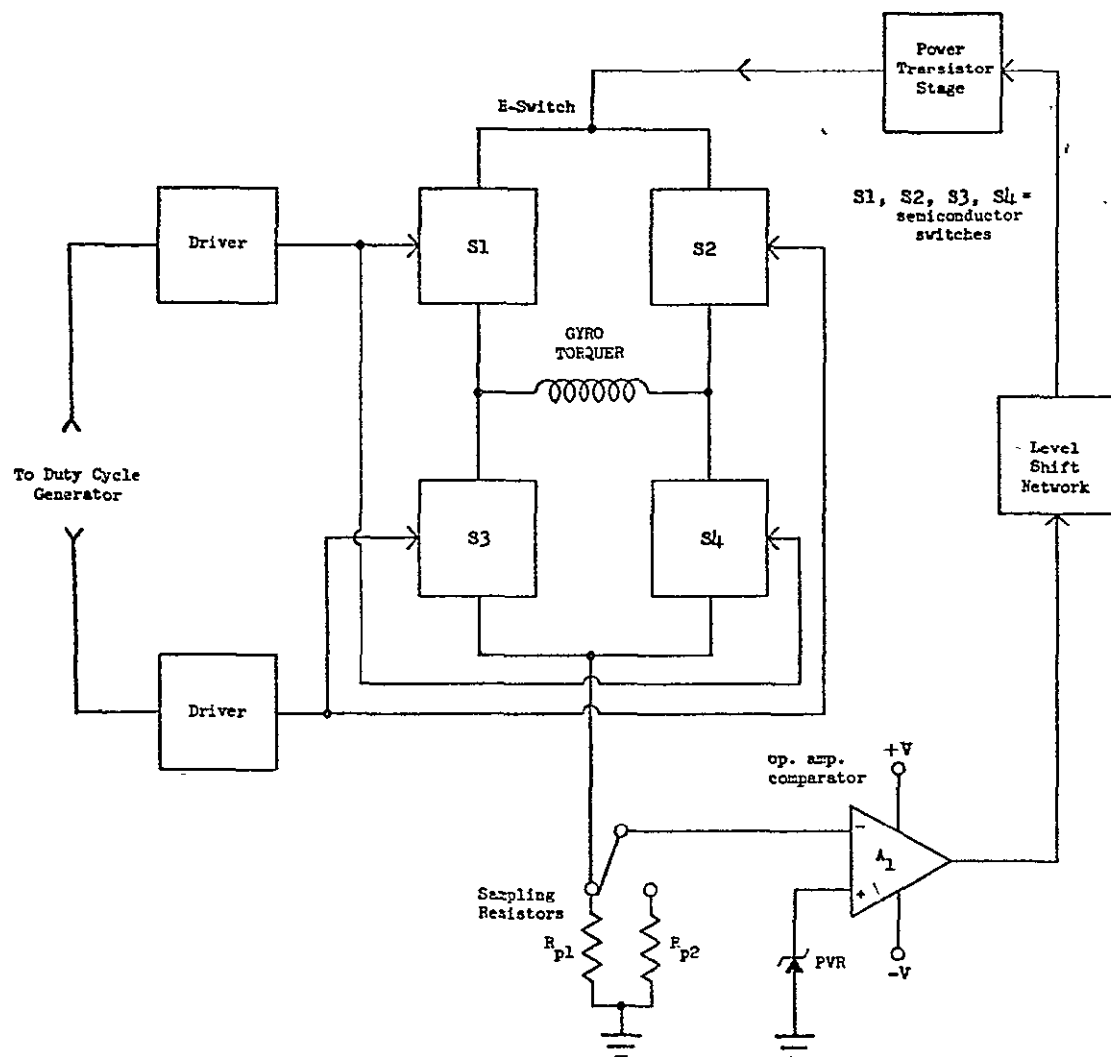 Power
Transistor
Stage
E-Switch
S1, S2, S3, S4 =
semiconductor
switches
Driver
S1
S2
GYRO
TORQUER
To Duty Cycle
Generator
Level
Shift
Network
S3
S4
Driver
op. amp.
comparator
+V
-
A1
+
-V
Sampling
Resistors
Rp1
Rp2
PVR